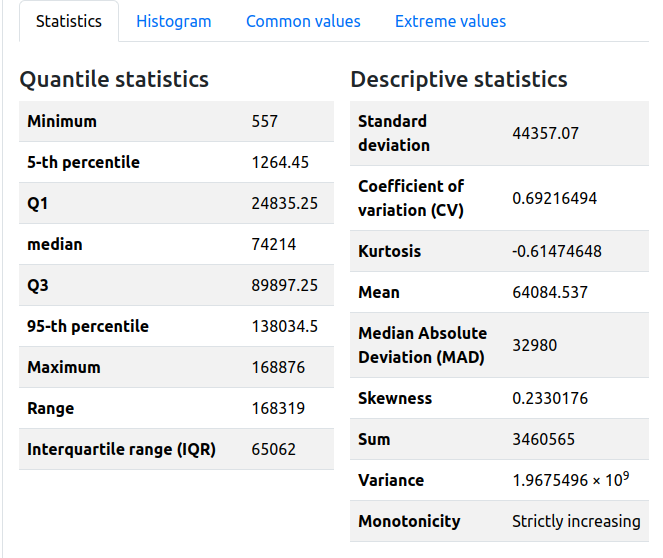 Statistics Histogram Common values Extreme values
Quantile statistics
Minimum 557
5-th percentile 1264.45
Q1 24835.25
median 74214
Q3 89897.25
95-th percentile 138034.5
Maximum 168876
Range 168319
Interquartile range (IQR) 65062
Descriptive statistics
Standard
deviation 44357.07
Coefficient of
variation (CV) 0.69216494
Kurtosis -0.61474648
Mean 64084.537
Median Absolute
Deviation (MAD) 32980
Skewness 0.2330176
Sum 3460565
Variance 1.9675496 × 10⁹
Monotonicity Strictly increasing